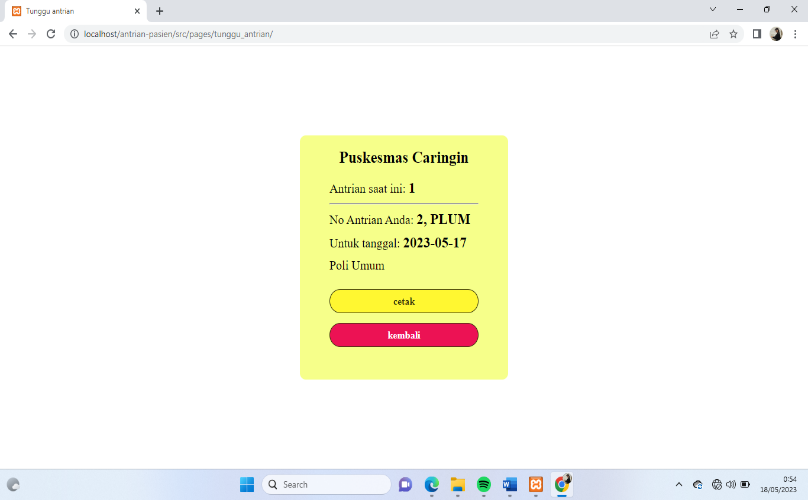 Tunggu antrian
localhost/antrian-pasien/src/pages/tunggu_antrian/
Puskesmas Caringin
Antrian saat ini: 1
No Antrian Anda: 2, PLUM
Untuk tanggal: 2023-05-17
Poli Umum
cetak
kembali
Search
0:54
18/05/2023